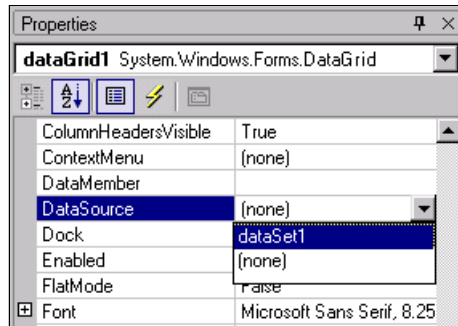 Properties
dataGrid1 System.Windows.Forms.DataGrid
ColumnHeadersVisible True
ContextMenu (none)
DataMember
DataSource (none)
Dock dataSet1
Enabled (none)
FlatMode False
Font Microsoft Sans Serif, 8.25